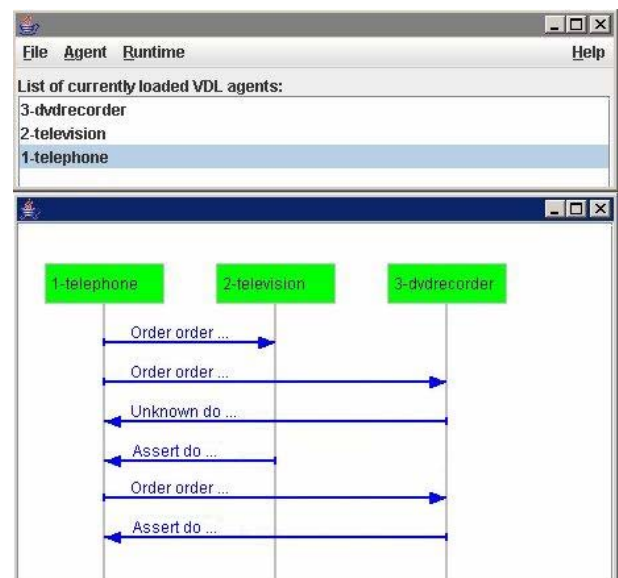 File Agent Runtime Help
List of currently loaded VDL agents:
3-dvdrecorder
2-television
1-telephone
1-telephone 2-television 3-dvdrecorder
Order order ...
Order order ...
Unknown do ...
Assert do ...
Order order ...
Assert do ...